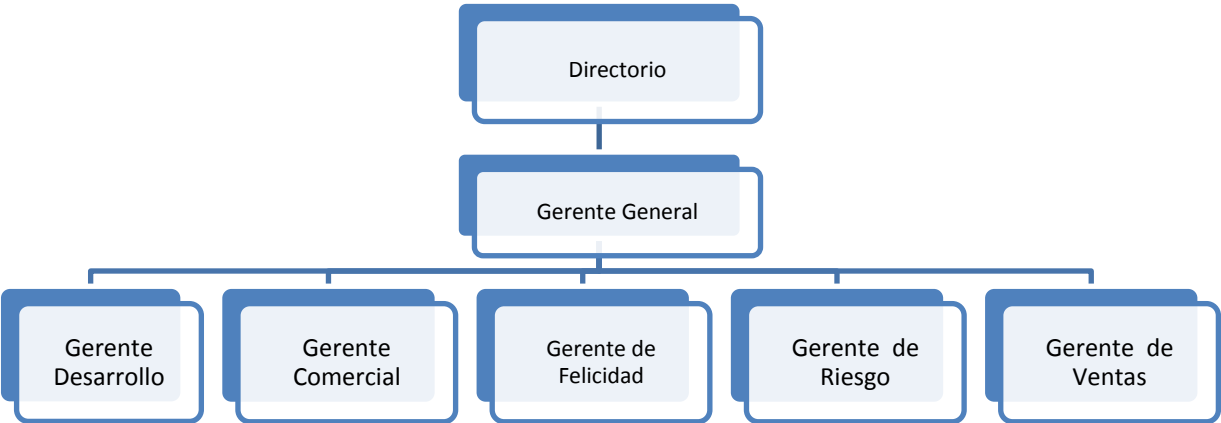 Directorio
Gerente General
Gerente
Desarrollo
Gerente
Comercial
Gerente de
Felicidad
Gerente de
Riesgo
Gerente de
Ventas